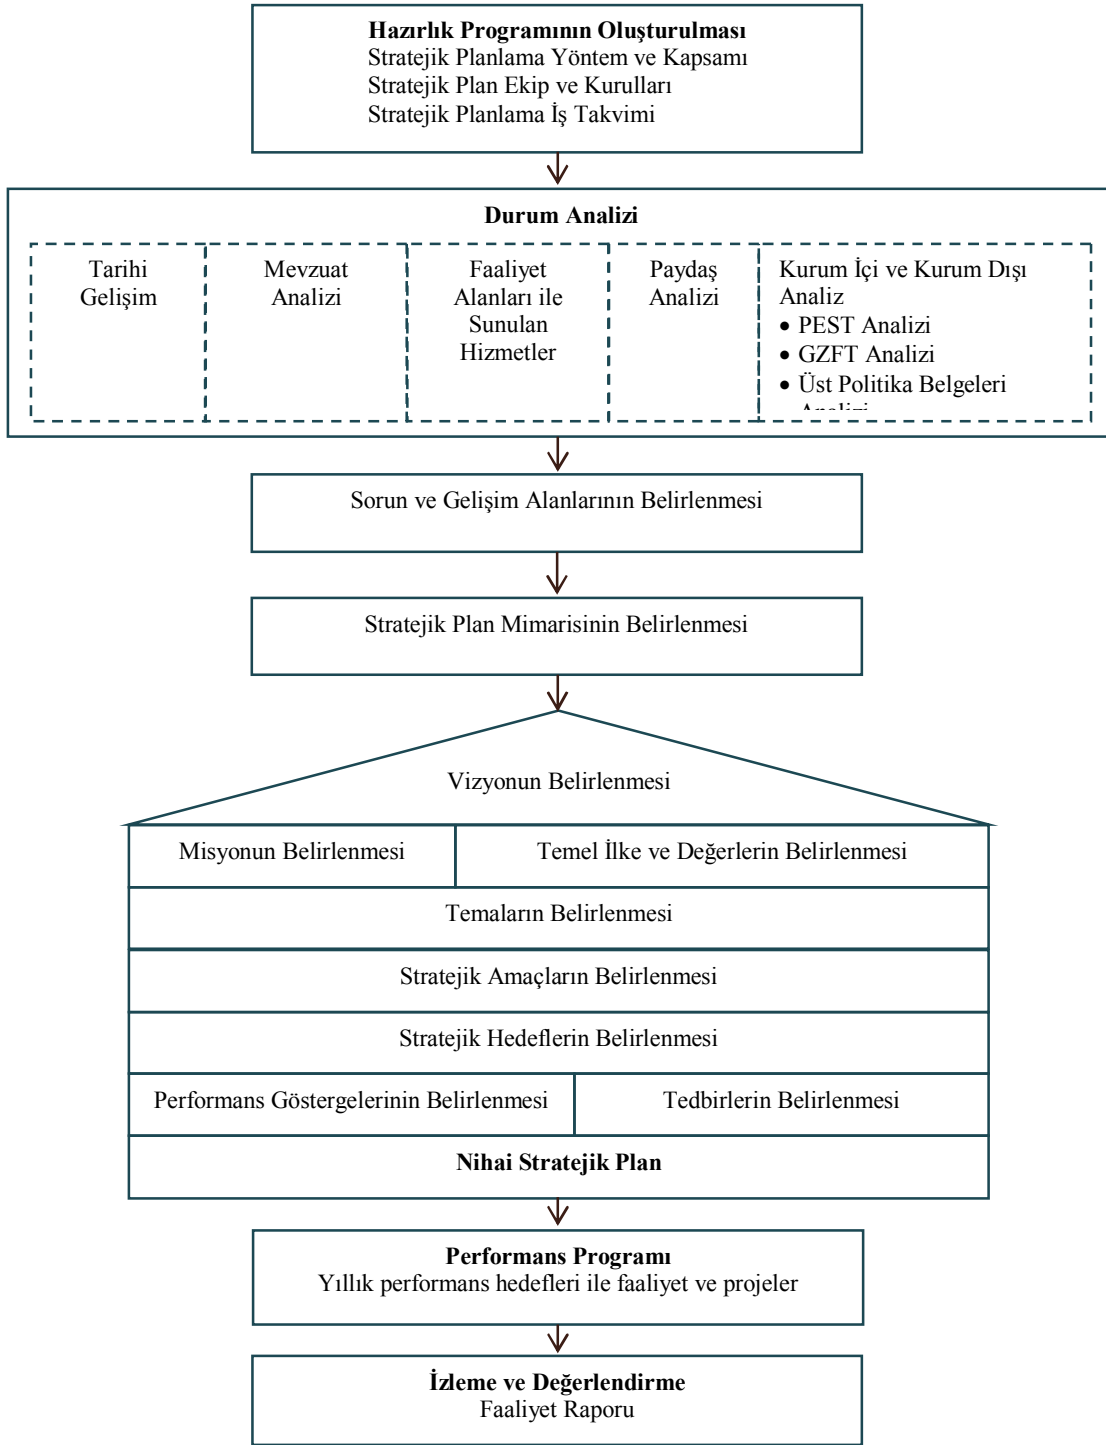 Hazırlık Programının Oluşturulması
Stratejik Planlama Yöntem ve Kapsamı
Stratejik Plan Ekip ve Kurulları
Stratejik Planlama İş Takvimi
Durum Analizi
Tarihi
Gelişim
Mevzuat
Analizi
Faaliyet
Alanları ile
Sunulan
Hizmetler
Paydaş
Analizi
Kurum İçi ve Kurum Dışı
Analiz
• PEST Analizi
• GZFT Analizi
• Üst Politika Belgeleri
Sorun ve Gelişim Alanlarının Belirlenmesi
Stratejik Plan Mimarisinin Belirlenmesi
Vizyonun Belirlenmesi
Misyonun Belirlenmesi
Temel İlke ve Değerlerin Belirlenmesi
Temaların Belirlenmesi
Stratejik Amaçların Belirlenmesi
Stratejik Hedeflerin Belirlenmesi
Performans Göstergelerinin Belirlenmesi
Tedbirlerin Belirlenmesi
Nihai Stratejik Plan
Performans Programı
Yıllık performans hedefleri ile faaliyet ve projeler
İzleme ve Değerlendirme
Faaliyet Raporu